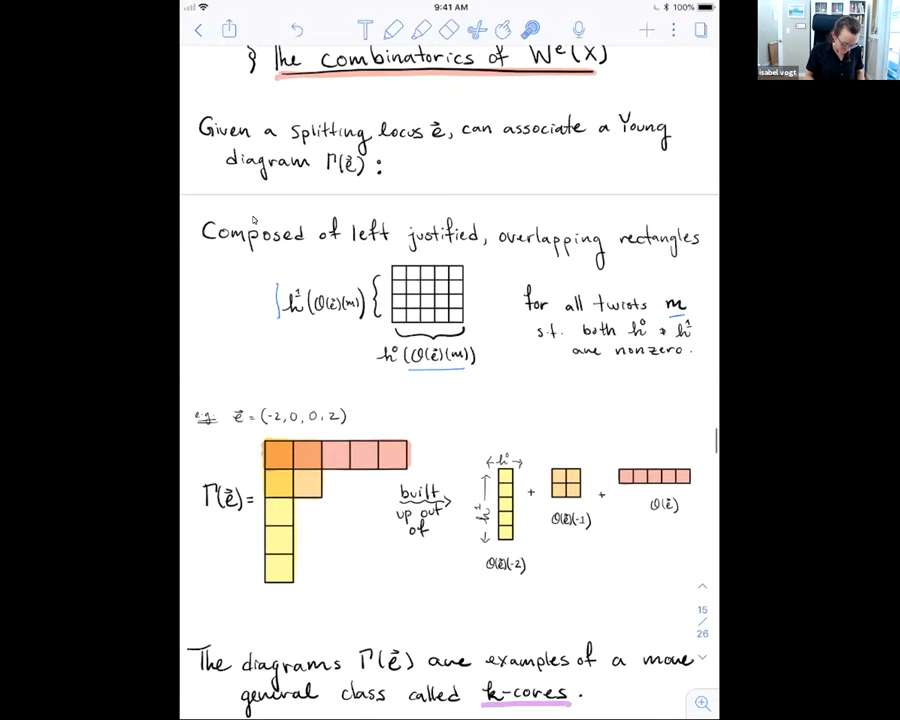 9:41 AM
100%
isabel vogt
§ The combinatorics of W^e(X)
Given a splitting locus e⃗, can associate a Young
diagram Γ(e⃗) :
Composed of left justified, overlapping rectangles
h¹(O(e⃗)(m))
h⁰(O(e⃗)(m))
for all twists m
s.t. both h⁰ & h¹
are nonzero.
e.g. e⃗ = (-2, 0, 0, 2)
Γ(e⃗) =
built
up out
of
← h⁰ →
← h¹ →
+
+
O(e⃗)(-2)
O(e⃗)(-1)
O(e⃗)
The diagrams Γ(e⃗) are examples of a more
general class called k-cores.
15
/
26